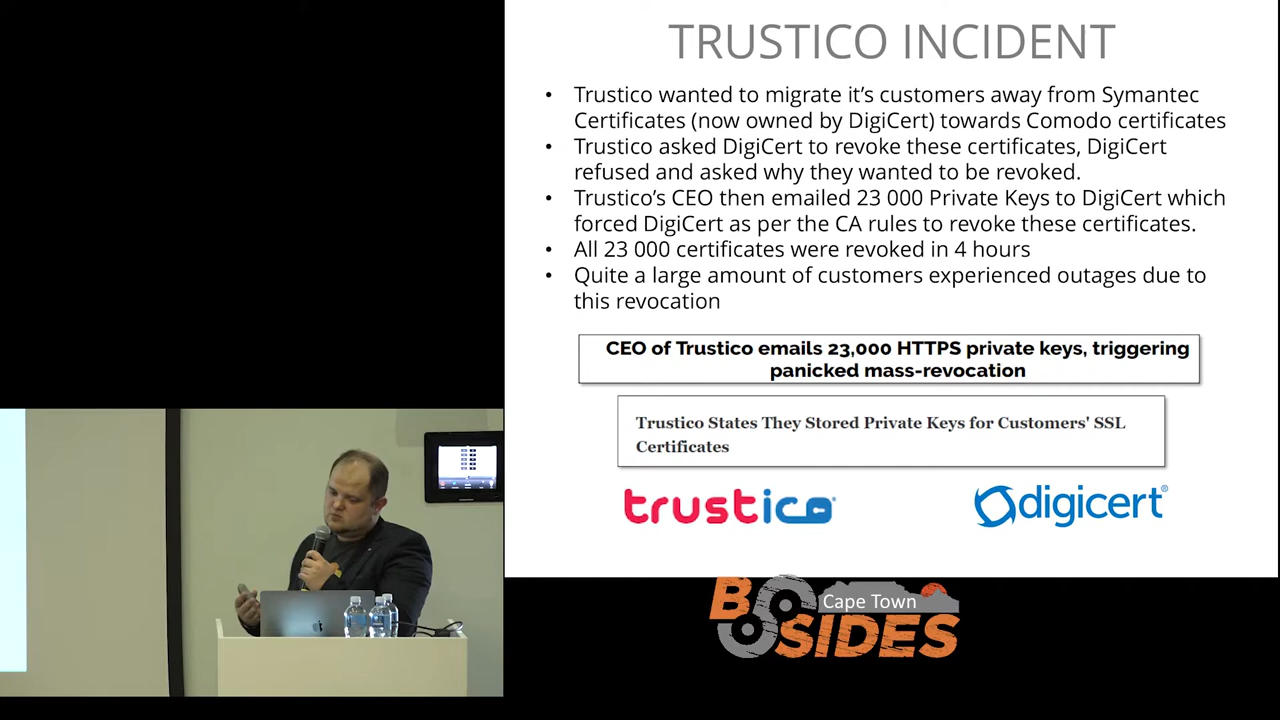 TRUSTICO INCIDENT
• Trustico wanted to migrate it's customers away from Symantec
Certificates (now owned by DigiCert) towards Comodo certificates
• Trustico asked DigiCert to revoke these certificates, DigiCert
refused and asked why they wanted to be revoked.
• Trustico's CEO then emailed 23 000 Private Keys to DigiCert which
forced DigiCert as per the CA rules to revoke these certificates.
• All 23 000 certificates were revoked in 4 hours
• Quite a large amount of customers experienced outages due to
this revocation
CEO of Trustico emails 23,000 HTTPS private keys, triggering
panicked mass-revocation
Trustico States They Stored Private Keys for Customers' SSL
Certificates
trustico®
digicert®
B
Cape Town
SIDES